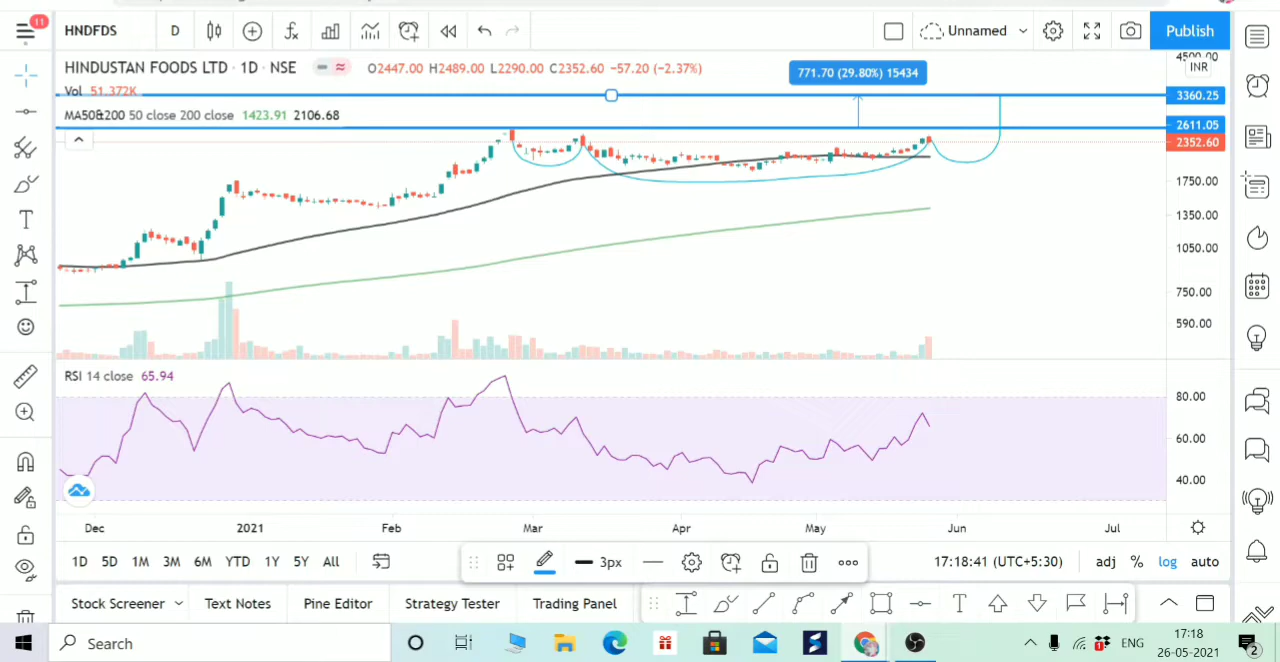 11
HNDFDS D Unnamed Publish
HINDUSTAN FOODS LTD · 1D · NSE O2447.00 H2489.00 L2290.00 C2352.60 −57.20 (−2.37%)
Vol 51.372K
MA50&200 50 close 200 close 1423.91 2106.68
771.70 (29.80%) 15434
4500.00
INR
3360.25
2611.05
2352.60
1750.00
1350.00
1050.00
750.00
590.00
RSI 14 close 65.94
80.00
60.00
40.00
Dec 2021 Feb Mar Apr May Jun Jul
1D 5D 1M 3M 6M YTD 1Y 5Y All 3px 17:18:41 (UTC+5:30) adj % log auto
Stock Screener Text Notes Pine Editor Strategy Tester Trading Panel
Search ENG 17:18
26-05-2021
2